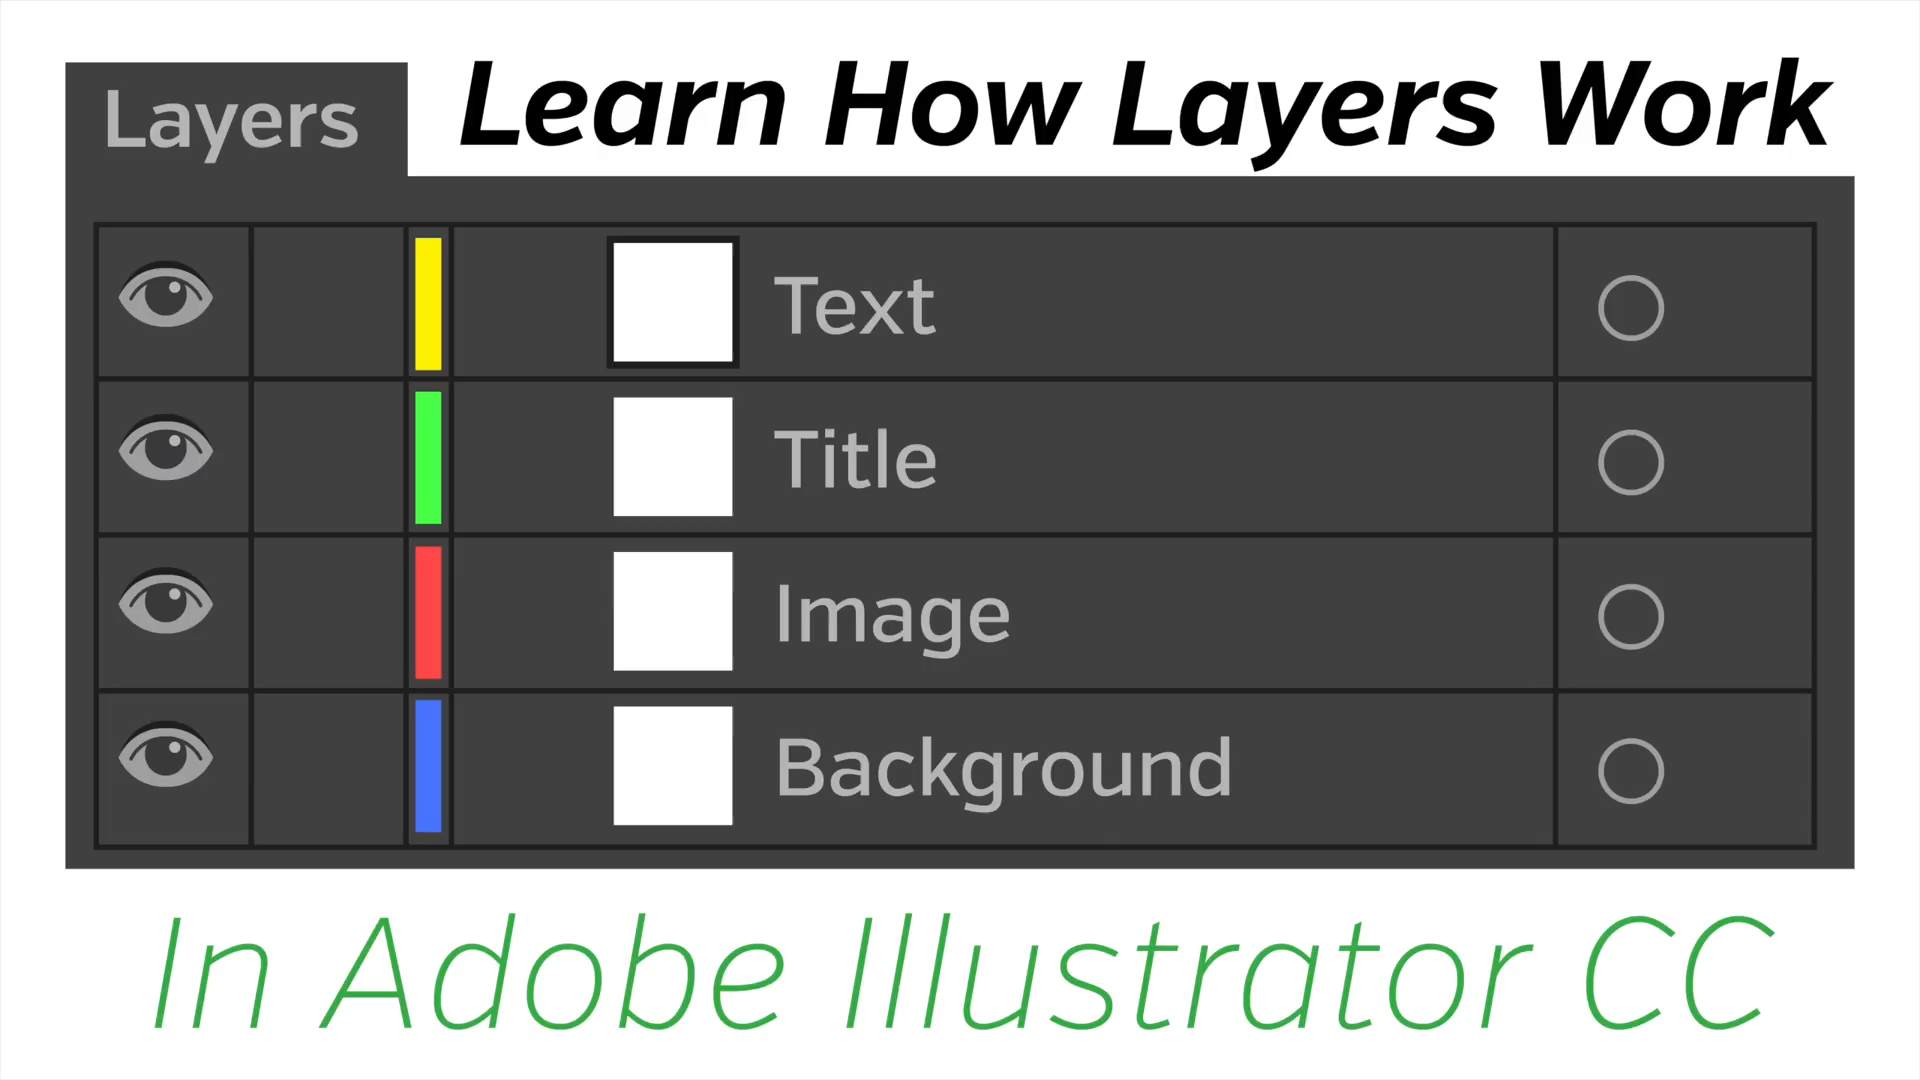 Layers
Learn How Layers Work
Text
Title
Image
Background
In Adobe Illustrator CC